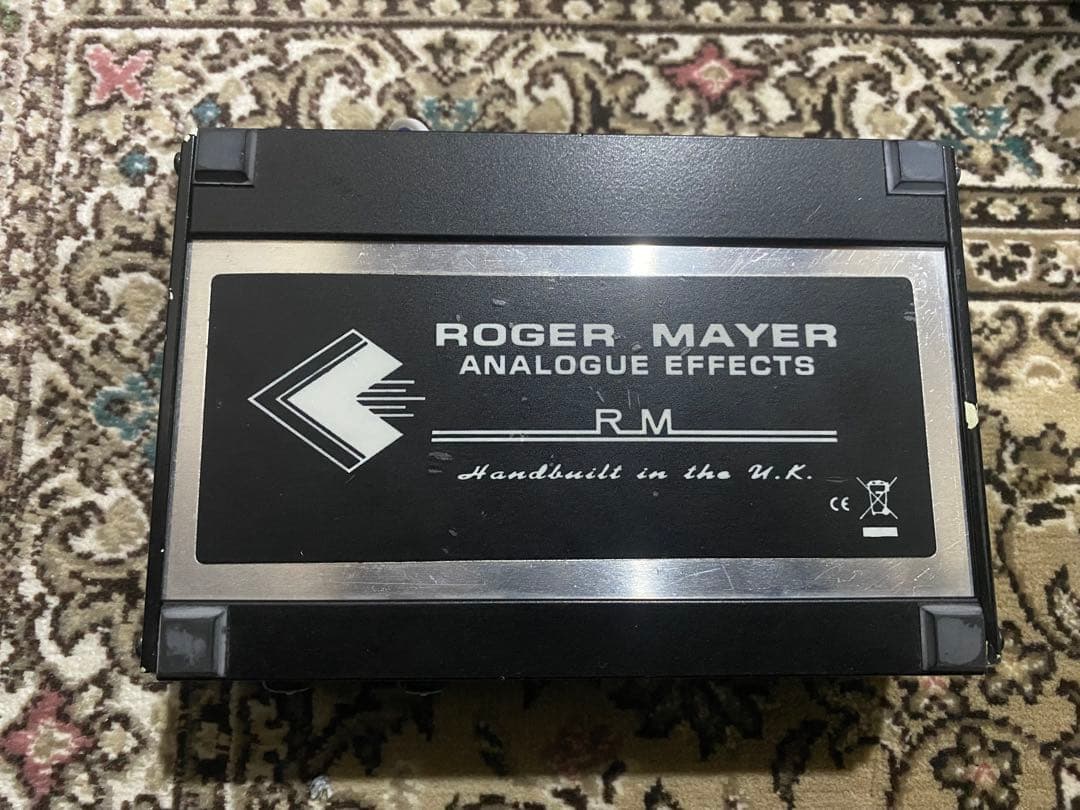 ROGER MAYER
ANALOGUE EFFECTS
RM
Handbuilt in the U.K.
CE